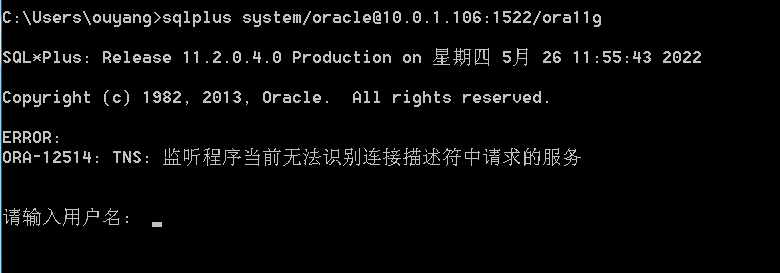 C:\Users\ouyang>sqlplus system/oracle@10.0.1.106:1522/ora11g
SQL*Plus: Release 11.2.0.4.0 Production on 星期四 5月 26 11:55:43 2022
Copyright (c) 1982, 2013, Oracle.  All rights reserved.
ERROR:
ORA-12514: TNS: 监听程序当前无法识别连接描述符中请求的服务
请输入用户名:  _